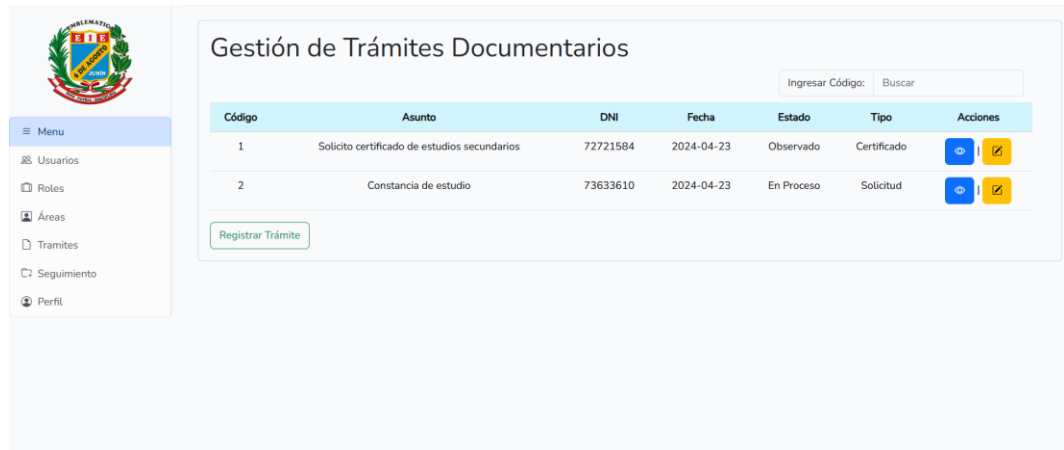 EMBLEMATICO
E I E
6 DE AGOSTO
JUNIN
Menu
Usuarios
Roles
Áreas
Tramites
Seguimiento
Perfil
Gestión de Trámites Documentarios
Ingresar Código: Buscar
Código Asunto DNI Fecha Estado Tipo Acciones
1 Solicito certificado de estudios secundarios 72721584 2024-04-23 Observado Certificado |
2 Constancia de estudio 73633610 2024-04-23 En Proceso Solicitud |
Registrar Trámite